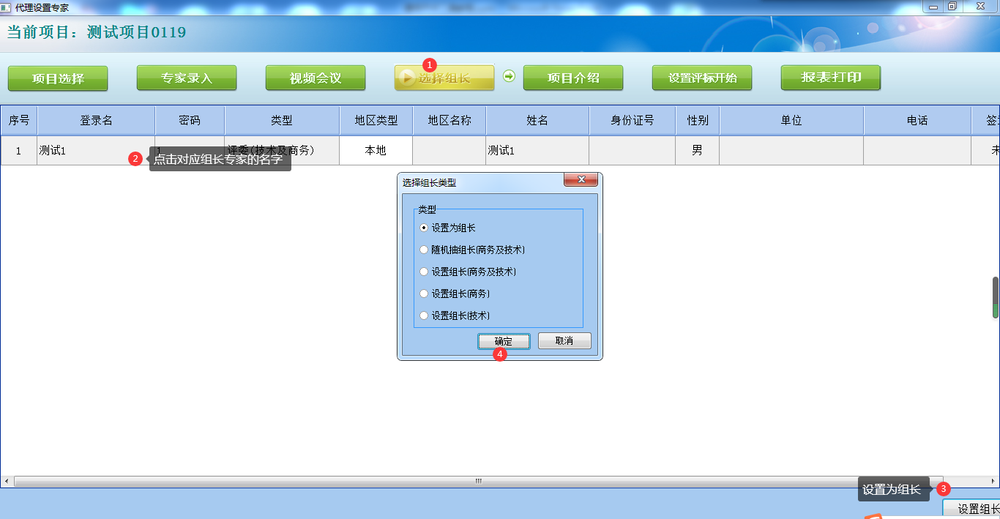 代理设置专家
当前项目：测试项目0119
1
项目选择 专家录入 视频会议 选择组长 项目介绍 设置评标开始 报表打印
序号 登录名 密码 类型 地区类型 地区名称 姓名 身份证号 性别 单位 电话
1 测试1 1 评委(技术及商务) 本地 测试1 男 未
2 点击对应组长专家的名字
选择组长类型
类型
设置为组长
随机抽组长(商务及技术)
设置组长(商务及技术)
设置组长(商务)
设置组长(技术)
确定 取消
4
设置为组长 3
设置组长